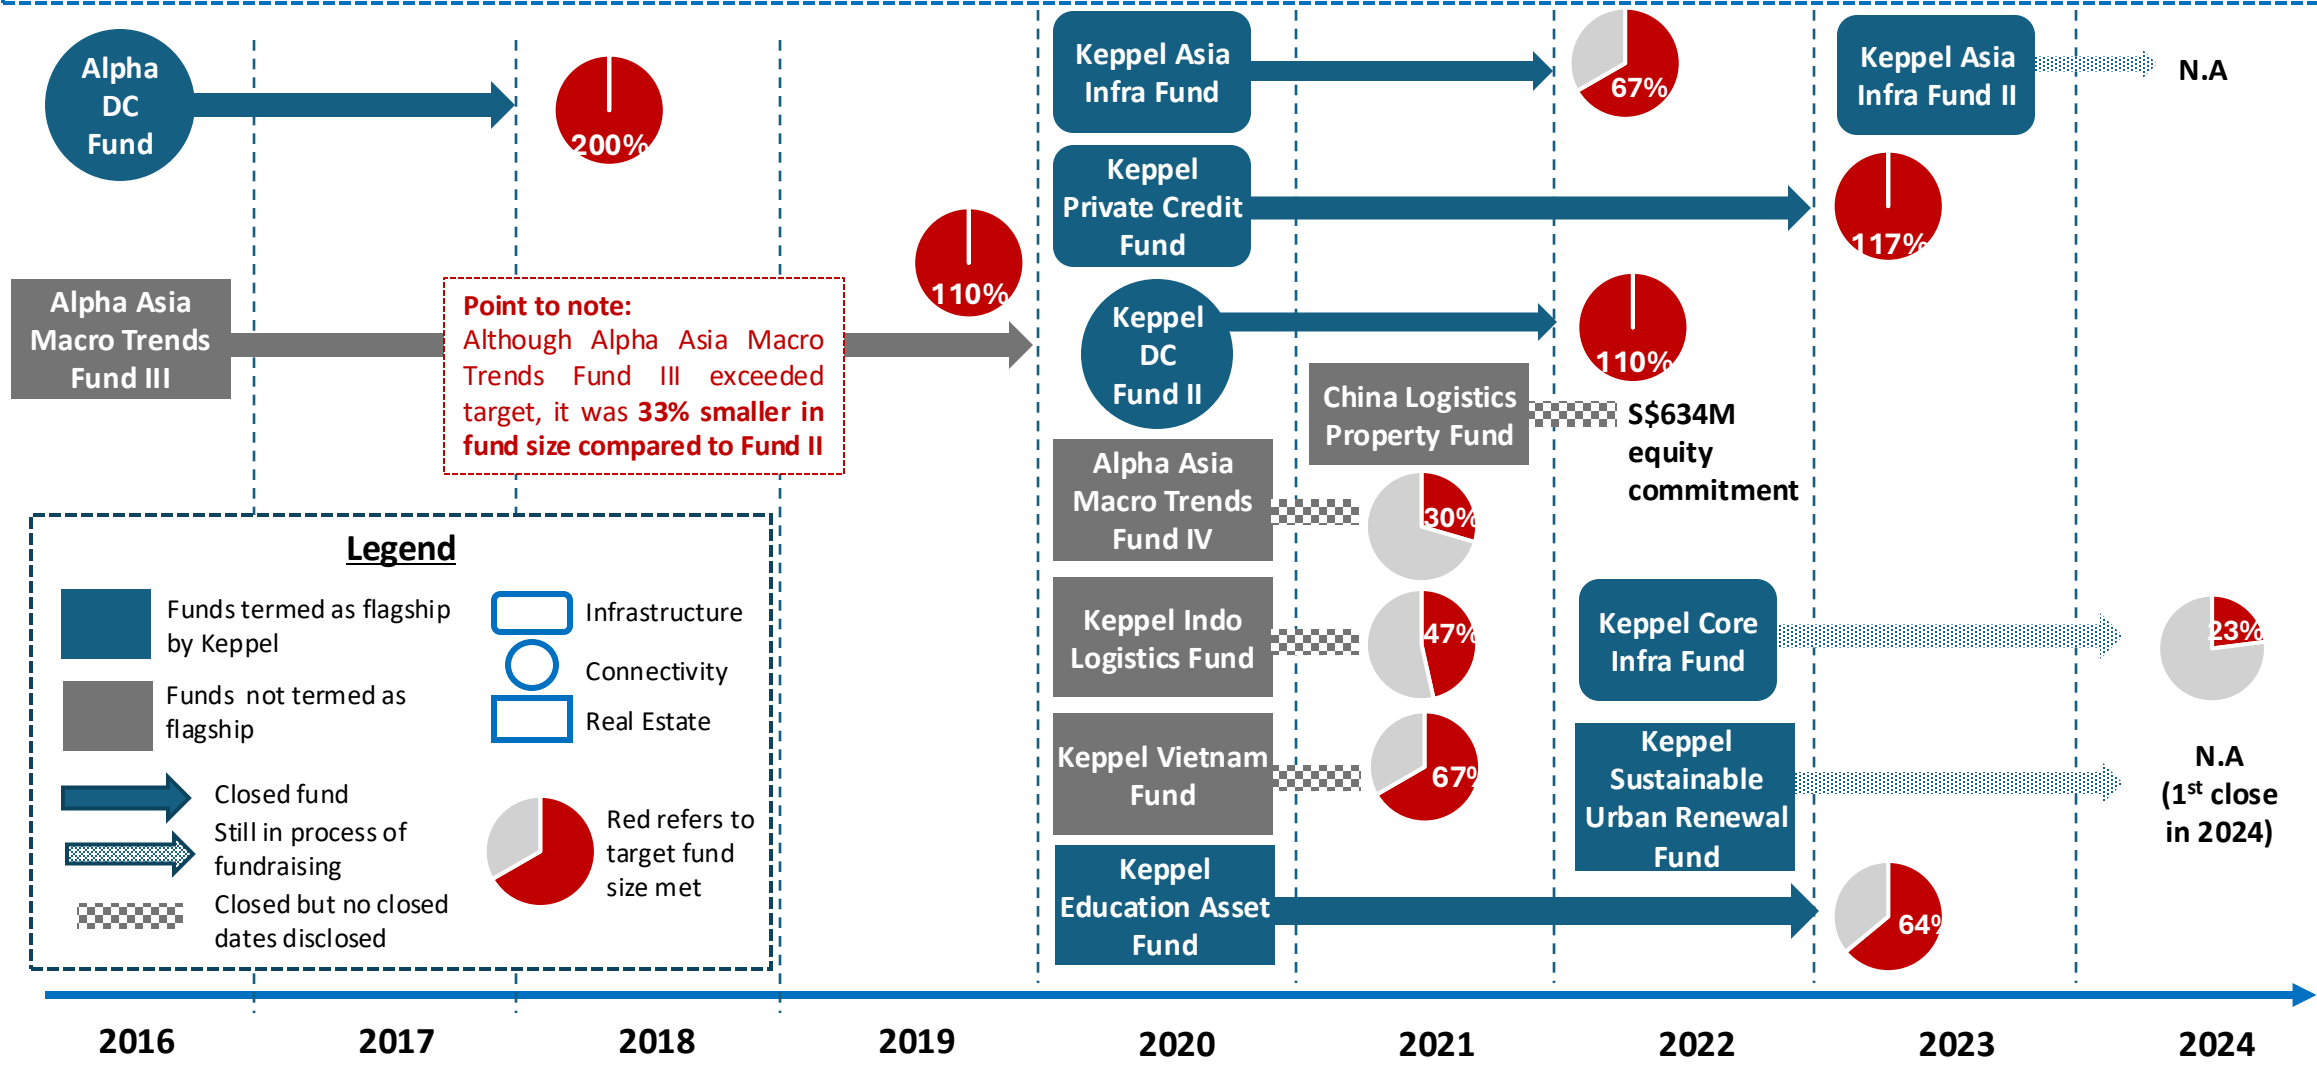 Alpha
DC
Fund
200%
Alpha Asia
Macro Trends
Fund III
Point to note:
Although Alpha Asia Macro
Trends Fund III exceeded
target, it was 33% smaller in
fund size compared to Fund II
110%
Keppel Asia
Infra Fund
67%
Keppel Asia
Infra Fund II
N.A
Keppel
Private Credit
Fund
117%
Keppel
DC
Fund II
110%
China Logistics
Property Fund
S$634M
equity
commitment
Alpha Asia
Macro Trends
Fund IV
30%
Keppel Indo
Logistics Fund
47%
Keppel Core
Infra Fund
23%
Keppel Vietnam
Fund
67%
Keppel
Sustainable
Urban Renewal
Fund
N.A
(1st close
in 2024)
Keppel
Education Asset
Fund
64%
Legend
Funds termed as flagship
by Keppel
Funds not termed as
flagship
Closed fund
Still in process of
fundraising
Closed but no closed
dates disclosed
Infrastructure
Connectivity
Real Estate
Red refers to
target fund
size met
2016
2017
2018
2019
2020
2021
2022
2023
2024